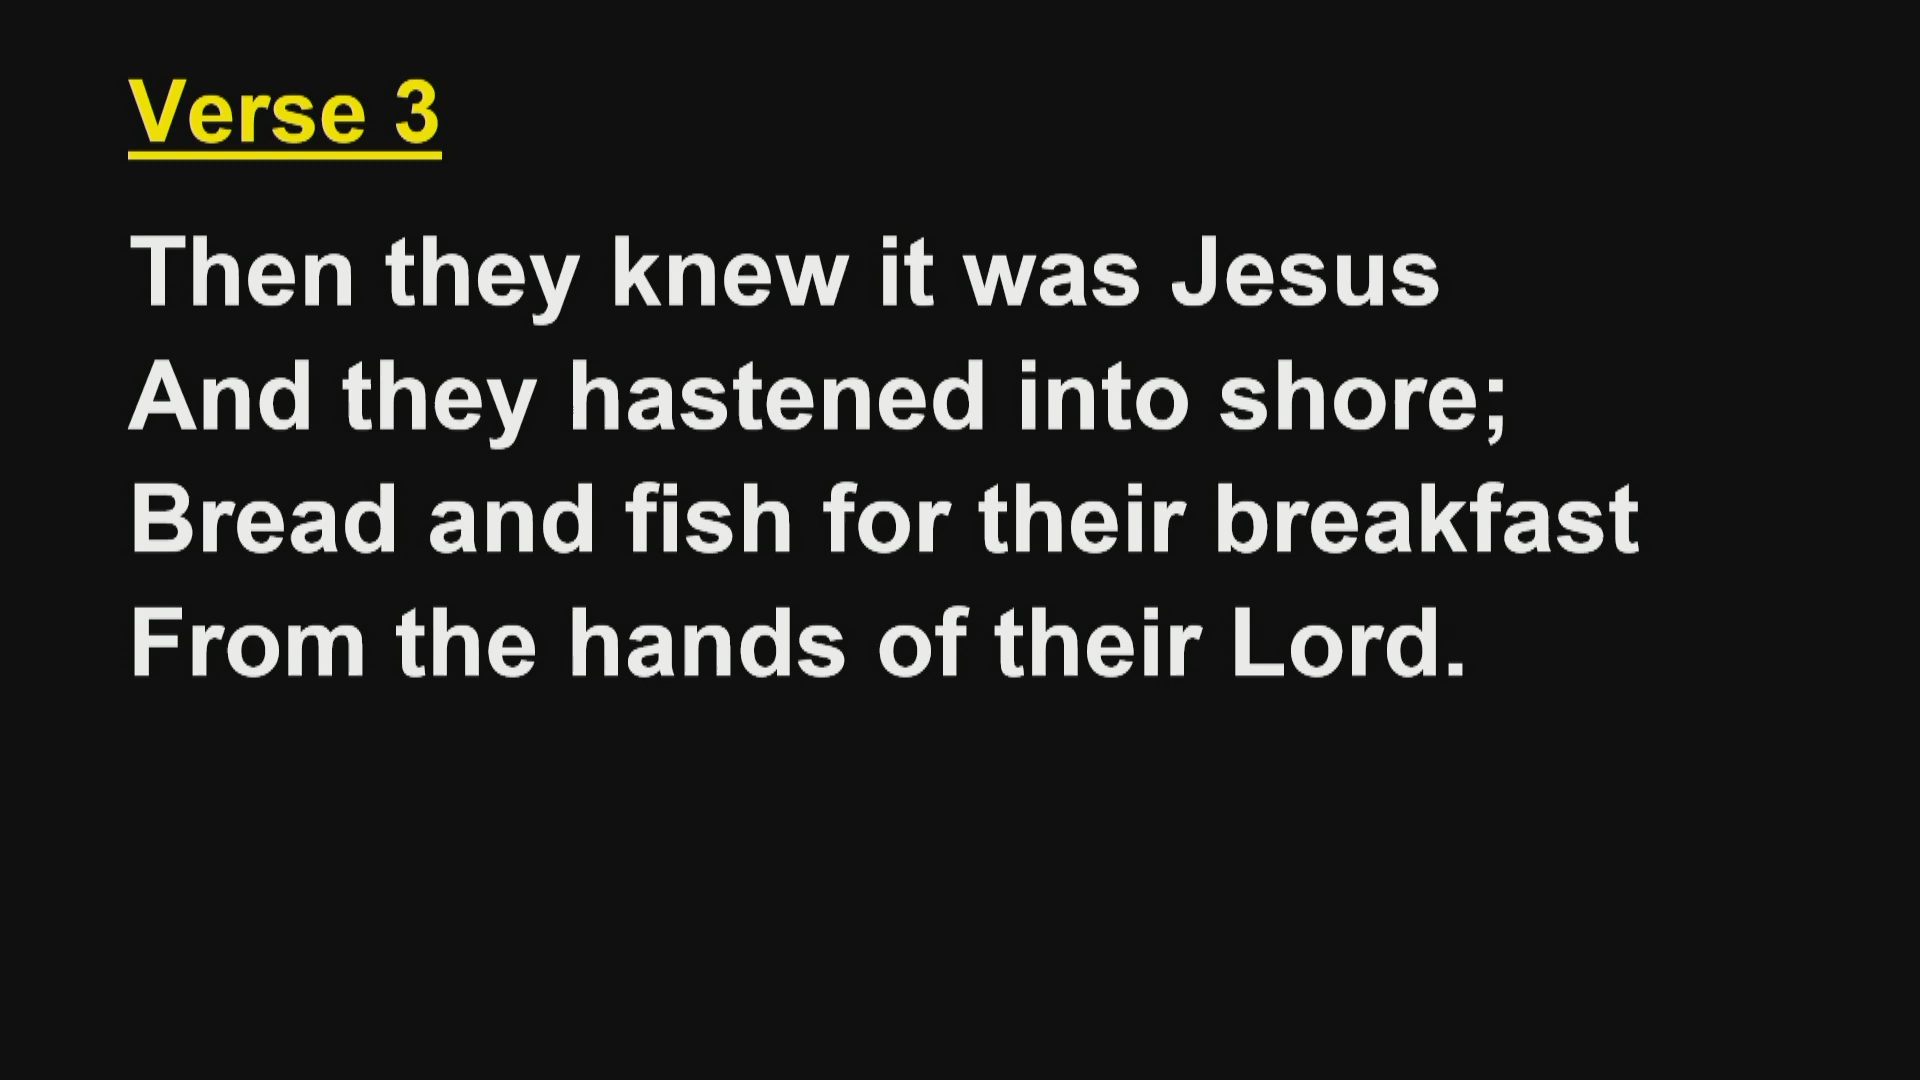 Verse 3
Then they knew it was Jesus
And they hastened into shore;
Bread and fish for their breakfast
From the hands of their Lord.